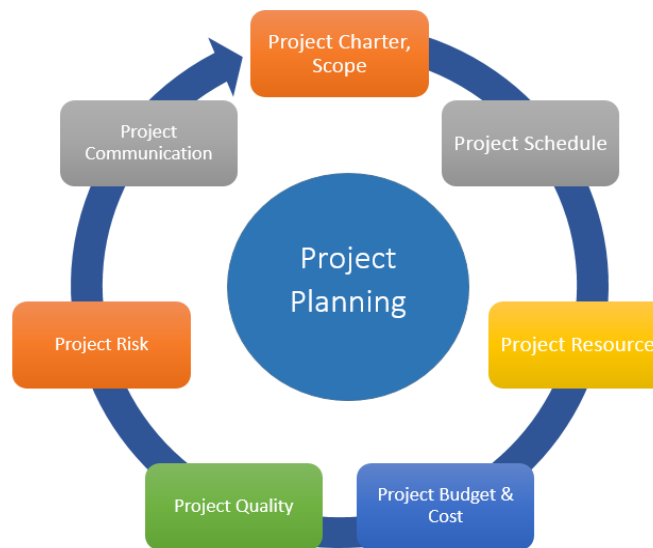 Project Charter,
Scope
Project Schedule
Project Resource
Project Budget &
Cost
Project Quality
Project Risk
Project
Communication
Project
Planning